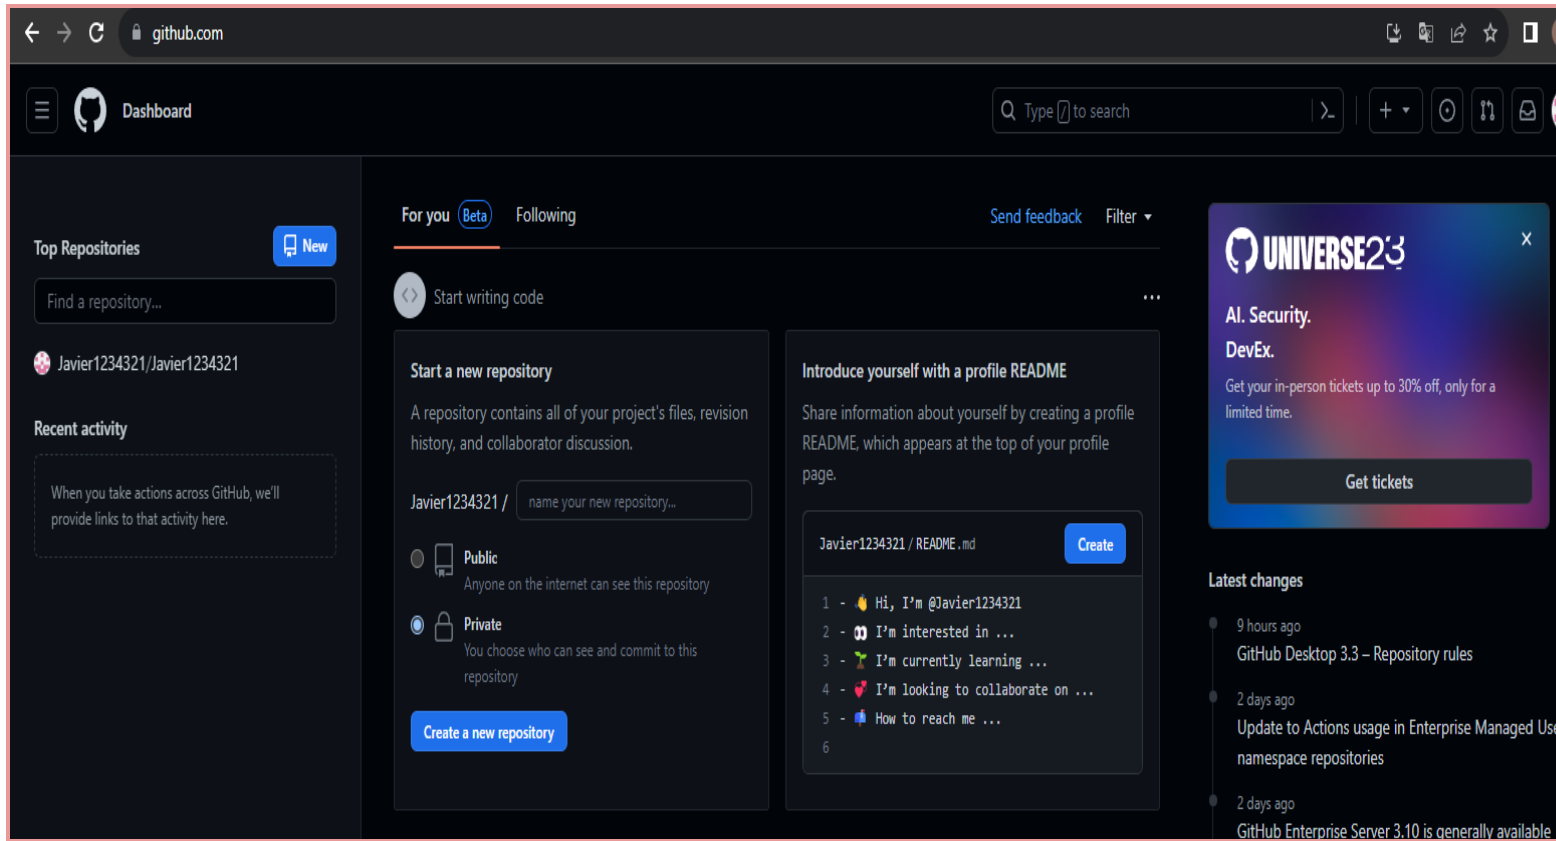 github.com
Dashboard
Type / to search
Top Repositories
New
Find a repository...
Javier1234321/Javier1234321
Recent activity
When you take actions across GitHub, we'll
provide links to that activity here.
For you Beta Following
Send feedback Filter
Start writing code
Start a new repository
A repository contains all of your project's files, revision
history, and collaborator discussion.
Javier1234321 / name your new repository...
Public
Anyone on the internet can see this repository
Private
You choose who can see and commit to this
repository
Create a new repository
Introduce yourself with a profile README
Share information about yourself by creating a profile
README, which appears at the top of your profile
page.
Javier1234321 / README.md Create
1 - 👋 Hi, I'm @Javier1234321
2 - 👀 I'm interested in ...
3 - 🌱 I'm currently learning ...
4 - 💞️ I'm looking to collaborate on ...
5 - 📫 How to reach me ...
6
UNIVERSE23
AI. Security.
DevEx.
Get your in-person tickets up to 30% off, only for a
limited time.
Get tickets
Latest changes
9 hours ago
GitHub Desktop 3.3 – Repository rules
2 days ago
Update to Actions usage in Enterprise Managed
namespace repositories
2 days ago
GitHub Enterprise Server 3.10 is generally available